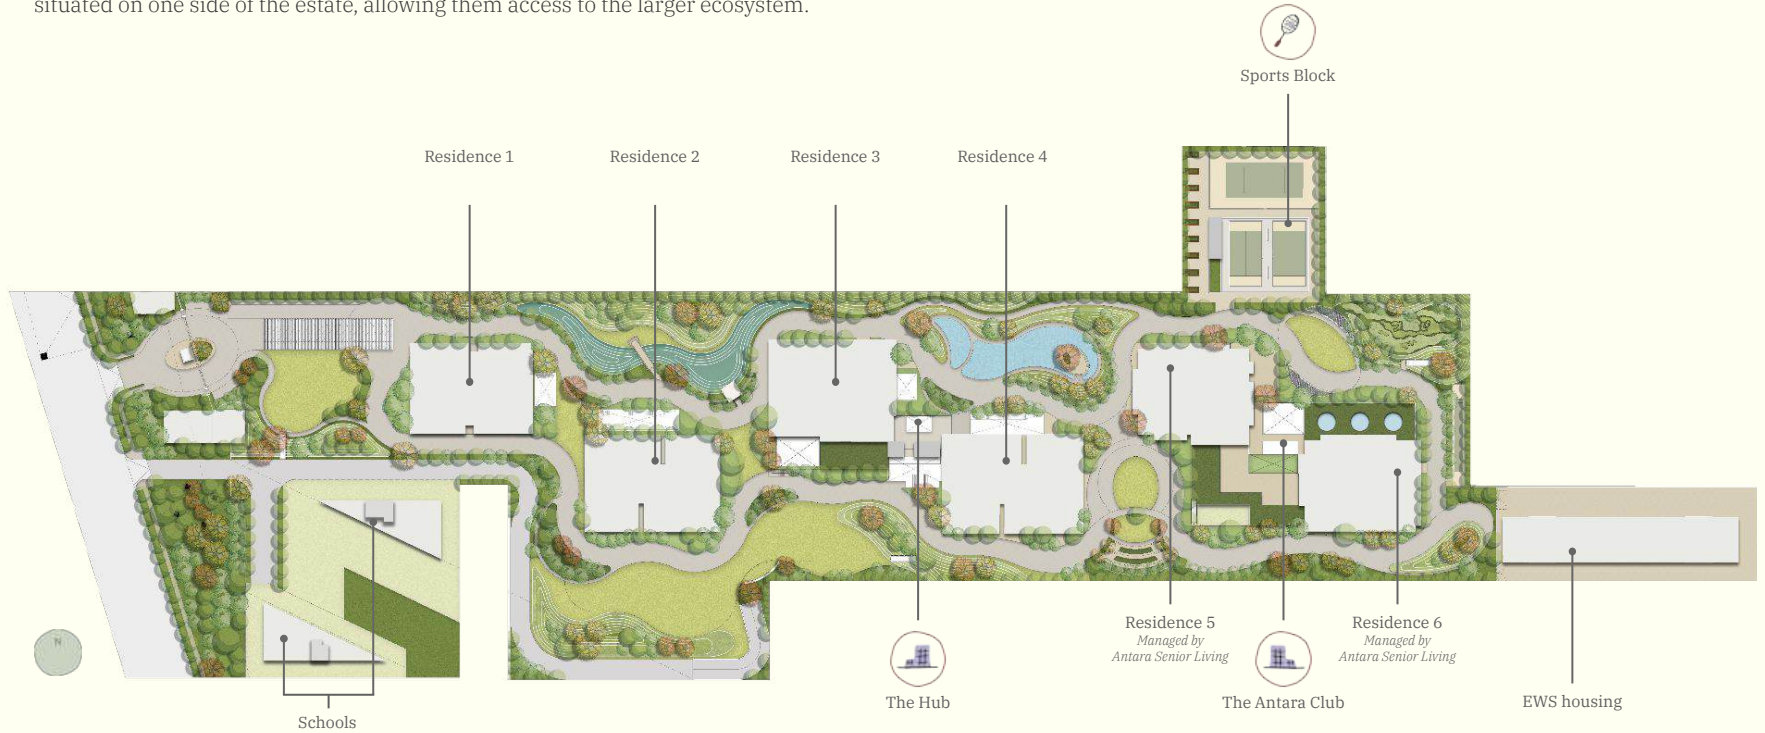 situated on one side of the estate, allowing them access to the larger ecosystem.
Sports Block
Residence 1
Residence 2
Residence 3
Residence 4
N
Residence 5
Managed by
Antara Senior Living
Residence 6
Managed by
Antara Senior Living
The Hub
The Antara Club
EWS housing
Schools